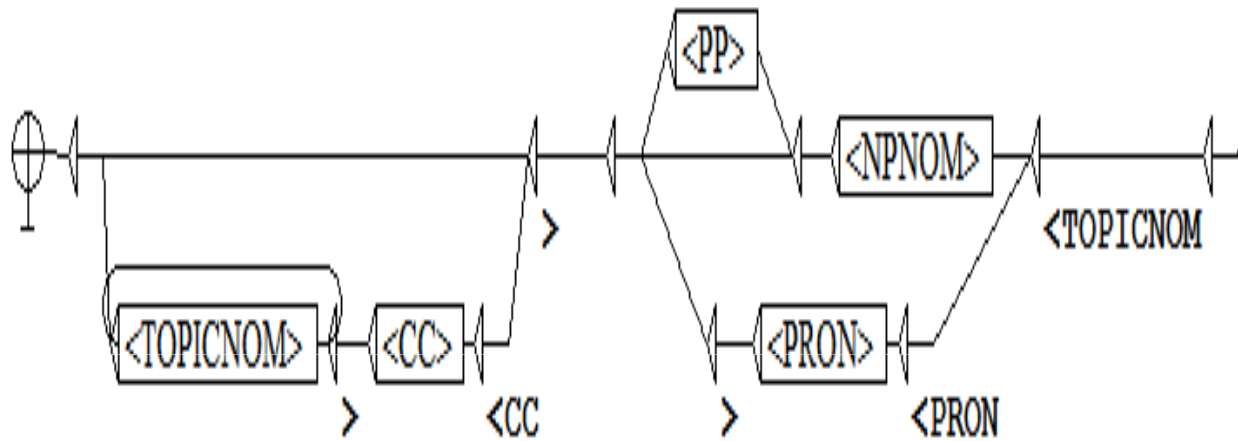 <PP>
<NPNOM>
>
<TOPICNOM
<TOPICNOM>
<CC>
<PRON>
>
<CC
>
<PRON